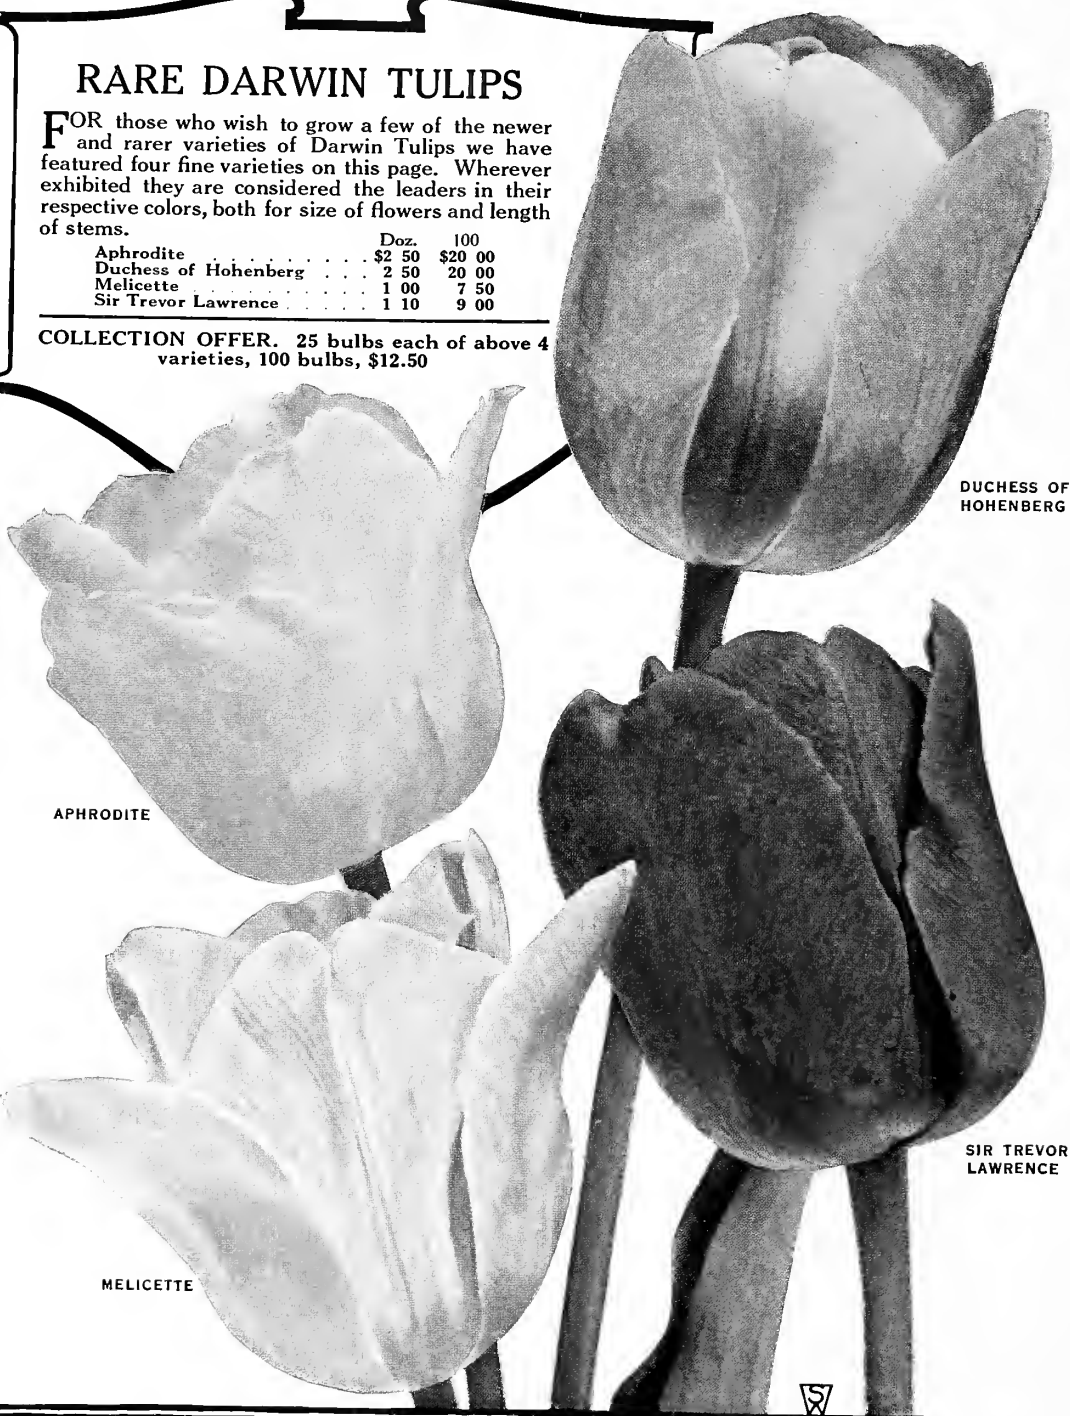 RARE DARWIN TULIPS
FOR those who wish to grow a few of the newer
and rarer varieties of Darwin Tulips we have
featured four fine varieties on this page. Wherever
exhibited they are considered the leaders in their
respective colors, both for size of flowers and length
of stems.
Doz. 100
Aphrodite . . . . . . . . . . $2 50 $20 00
Duchess of Hohenberg . . . 2 50 20 00
Melicette . . . . . . . . . . 1 00 7 50
Sir Trevor Lawrence . . . . . 1 10 9 00
COLLECTION OFFER. 25 bulbs each of above 4
varieties, 100 bulbs, $12.50
DUCHESS OF
HOHENBERG
APHRODITE
SIR TREVOR
LAWRENCE
MELICETTE